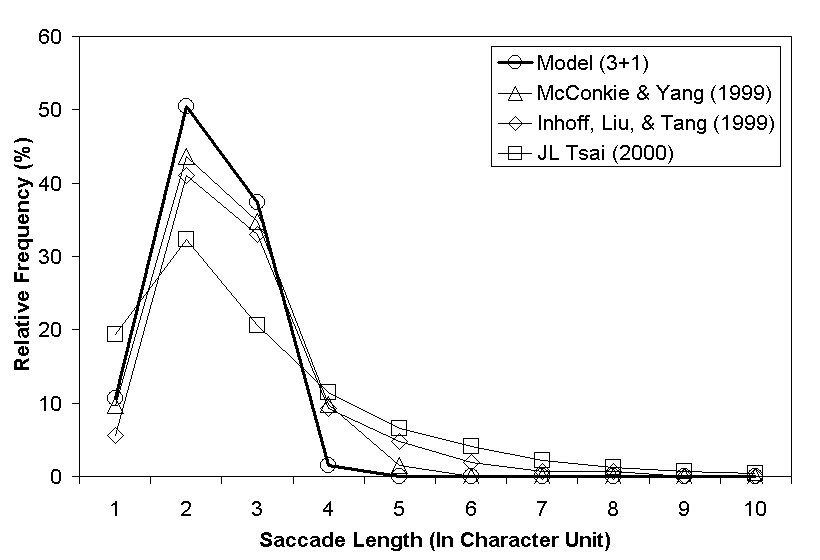 60
50
40
30
20
10
0
Relative Frequency (%)
Model (3+1)
McConkie & Yang (1999)
Inhoff, Liu, & Tang (1999)
JL Tsai (2000)
1 2 3 4 5 6 7 8 9 10
Saccade Length (In Character Unit)